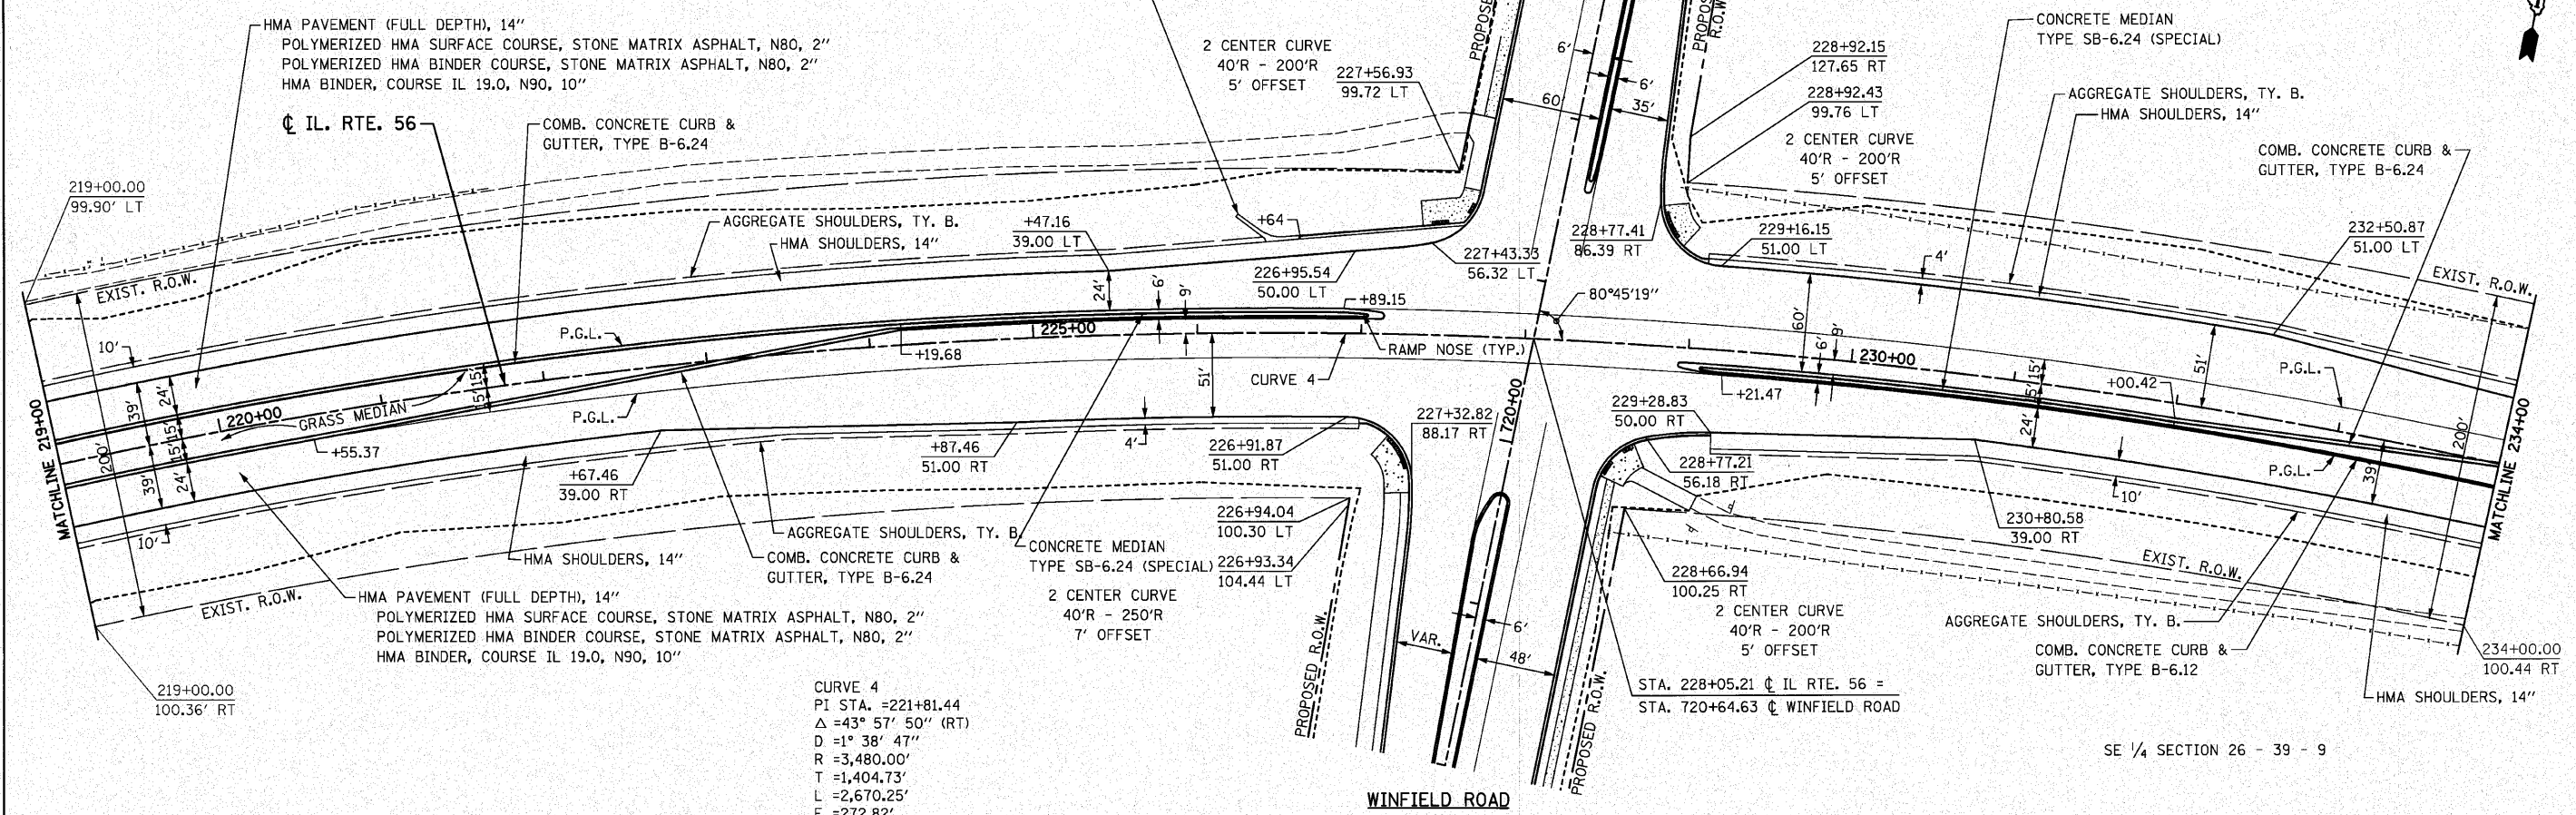 HMA PAVEMENT (FULL DEPTH), 14"
POLYMERIZED HMA SURFACE COURSE, STONE MATRIX ASPHALT, N80, 2"
POLYMERIZED HMA BINDER COURSE, STONE MATRIX ASPHALT, N80, 2"
HMA BINDER, COURSE IL 19.0, N90, 10"
℄ IL. RTE. 56
COMB. CONCRETE CURB &
GUTTER, TYPE B-6.24
219+00.00
99.90' LT
EXIST. R.O.W.
AGGREGATE SHOULDERS, TY. B.
HMA SHOULDERS, 14"
+47.16
39.00 LT
+64
2 CENTER CURVE
40'R - 200'R
5' OFFSET
227+56.93
99.72 LT
PROPOSED
6'
6'
60'
35'
PROPOS
R.O.W.
228+92.15
127.65 RT
228+92.43
99.76 LT
2 CENTER CURVE
40'R - 200'R
5' OFFSET
CONCRETE MEDIAN
TYPE SB-6.24 (SPECIAL)
AGGREGATE SHOULDERS, TY. B.
HMA SHOULDERS, 14"
COMB. CONCRETE CURB &
GUTTER, TYPE B-6.24
232+50.87
51.00 LT
EXIST. R.O.W.
228+77.41
86.39 RT
229+16.15
51.00 LT
4'
227+43.33
56.32 LT
226+95.54
50.00 LT
80°45'19"
24'
6'
9'
+89.15
P.G.L.
225+00
+19.68
RAMP NOSE (TYP.)
CURVE 4
51'
60'
6'
9'
230+00
15'
15'
+00.42
51'
P.G.L.
+21.47
24'
200'
MATCHLINE 234+00
P.G.L.
39'
10'
39'
24'
220+00
GRASS MEDIAN
15'
15'
15'
15'
P.G.L.
MATCHLINE 219+00
200'
39'
24'
+55.37
10'
+67.46
39.00 RT
+87.46
51.00 RT
4'
226+91.87
51.00 RT
227+32.82
88.17 RT
720+00
229+28.83
50.00 RT
228+77.21
56.18 RT
10'
230+80.58
39.00 RT
EXIST. R.O.W.
EXIST. R.O.W.
HMA SHOULDERS, 14"
AGGREGATE SHOULDERS, TY. B.
COMB. CONCRETE CURB &
GUTTER, TYPE B-6.24
CONCRETE MEDIAN
TYPE SB-6.24 (SPECIAL)
226+94.04
100.30 LT
226+93.34
104.44 LT
2 CENTER CURVE
40'R - 250'R
7' OFFSET
HMA PAVEMENT (FULL DEPTH), 14"
POLYMERIZED HMA SURFACE COURSE, STONE MATRIX ASPHALT, N80, 2"
POLYMERIZED HMA BINDER COURSE, STONE MATRIX ASPHALT, N80, 2"
HMA BINDER, COURSE IL 19.0, N90, 10"
219+00.00
100.36' RT
228+66.94
100.25 RT
2 CENTER CURVE
40'R - 200'R
5' OFFSET
AGGREGATE SHOULDERS, TY. B.
COMB. CONCRETE CURB &
GUTTER, TYPE B-6.12
234+00.00
100.44 RT
HMA SHOULDERS, 14"
PROPOSED R.O.W.
VAR.
6'
48'
PROPOSED R.O.W.
STA. 228+05.21 ℄ IL RTE. 56 =
STA. 720+64.63 ℄ WINFIELD ROAD
CURVE 4
PI STA. =221+81.44
Δ =43° 57' 50" (RT)
D =1° 38' 47"
R =3,480.00'
T =1,404.73'
L =2,670.25'
E =272.82'
WINFIELD ROAD
SE 1/4 SECTION 26 - 39 - 9